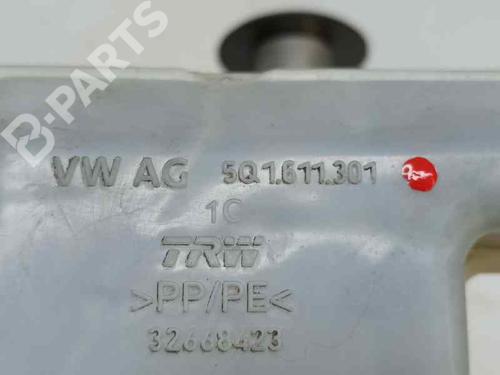 B-PARTS
VW AG 5Q1.611.301
1C
TRW
>PP/PE<
32668423